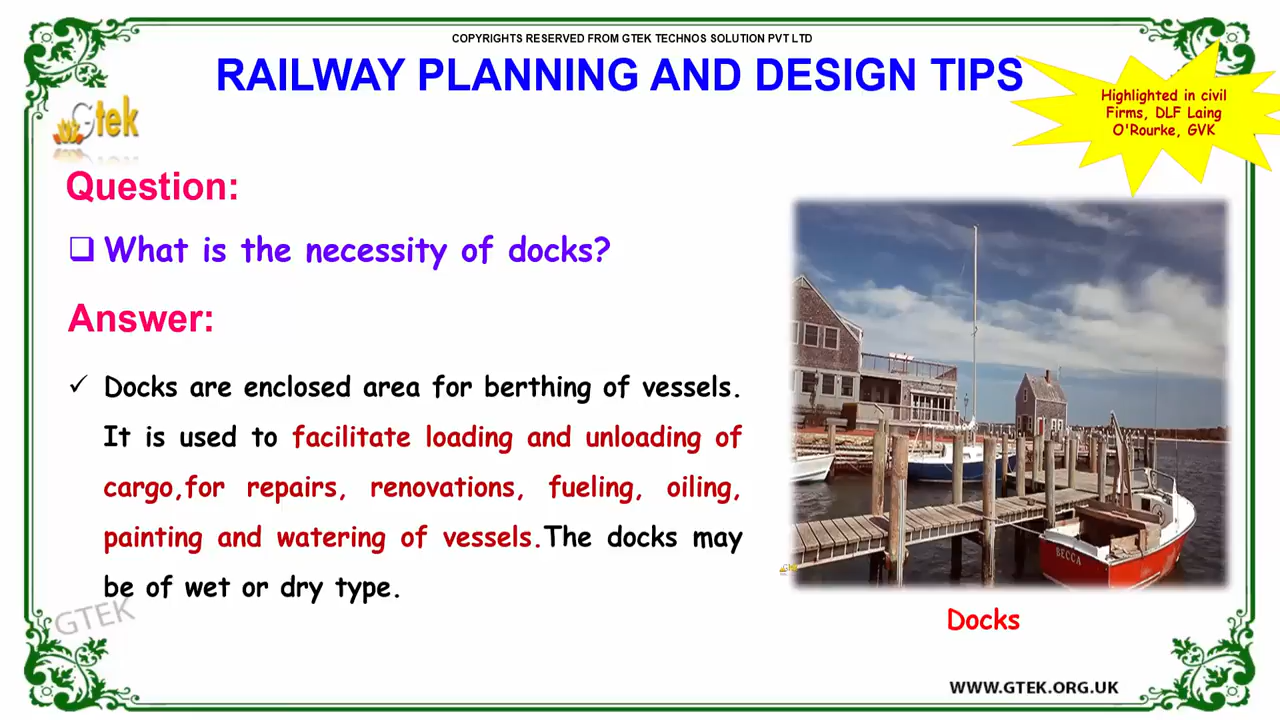 COPYRIGHTS RESERVED FROM GTEK TECHNOS SOLUTION PVT LTD
RAILWAY PLANNING AND DESIGN TIPS
Highlighted in civil
Firms, DLF Laing
O'Rourke, GVK
Gtek
Question:
What is the necessity of docks?
Answer:
Docks are enclosed area for berthing of vessels.
It is used to facilitate loading and unloading of
cargo,for repairs, renovations, fueling, oiling,
painting and watering of vessels.The docks may
be of wet or dry type.
BECCA
GTEK
Docks
WWW.GTEK.ORG.UK